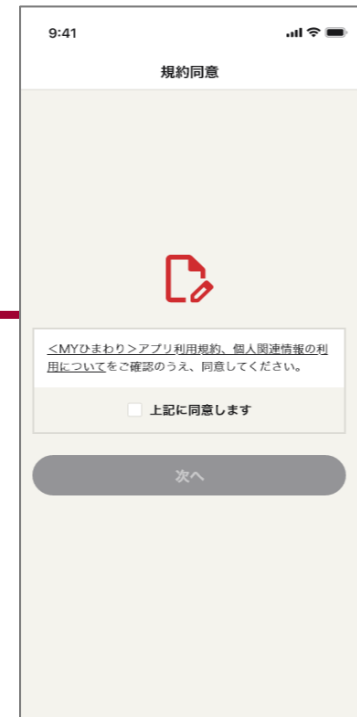 9:41
規約同意
<MYひまわり>アプリ利用規約、個人関連情報の利
用についてをご確認のうえ、同意してください。
上記に同意します
次へ